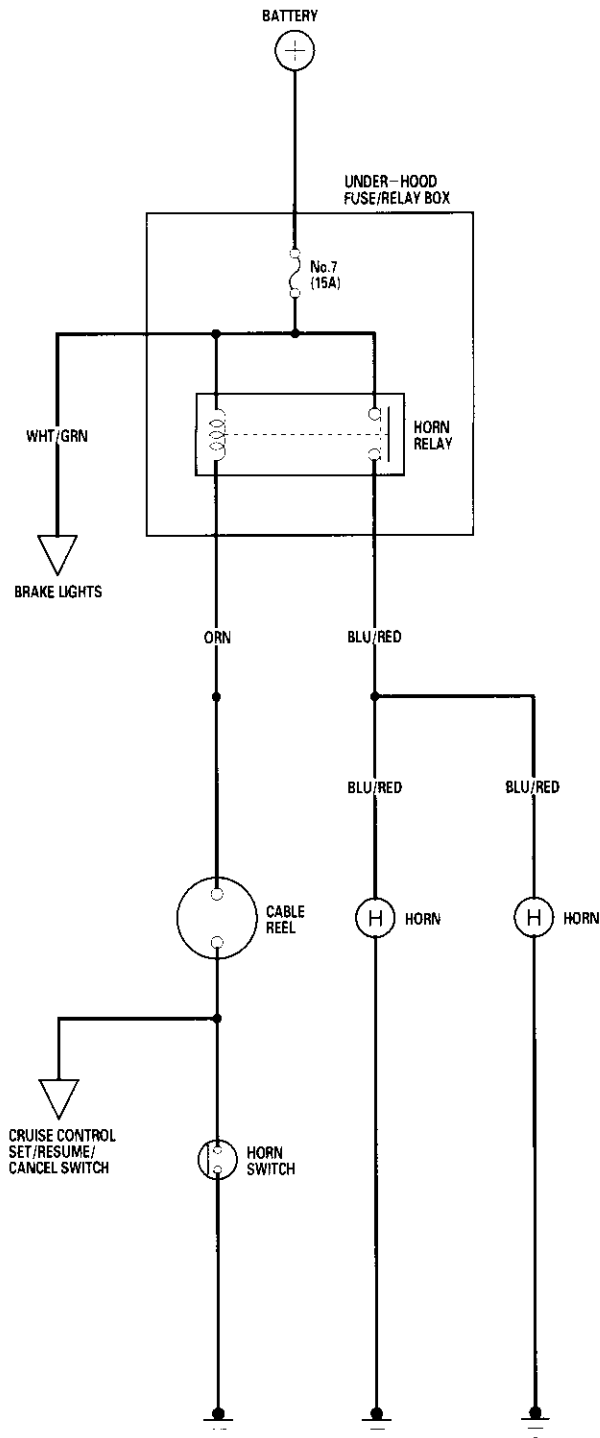 BATTERY
UNDER-HOOD
FUSE/RELAY BOX
No.7
(15A)
HORN
RELAY
WHT/GRN
BRAKE LIGHTS
ORN
BLU/RED
BLU/RED
BLU/RED
CABLE
REEL
H
HORN
H
HORN
CRUISE CONTROL
SET/RESUME/
CANCEL SWITCH
HORN
SWITCH